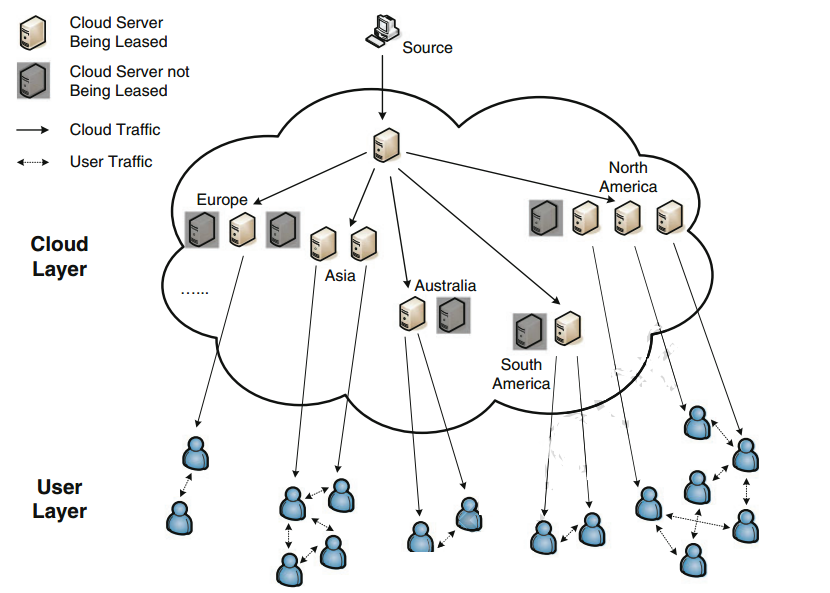 Cloud Server
Being Leased
Source
Cloud Server not
Being Leased
Cloud Traffic
User Traffic
North
America
Europe
Cloud
Layer
Asia
Australia
......
South
America
User
Layer